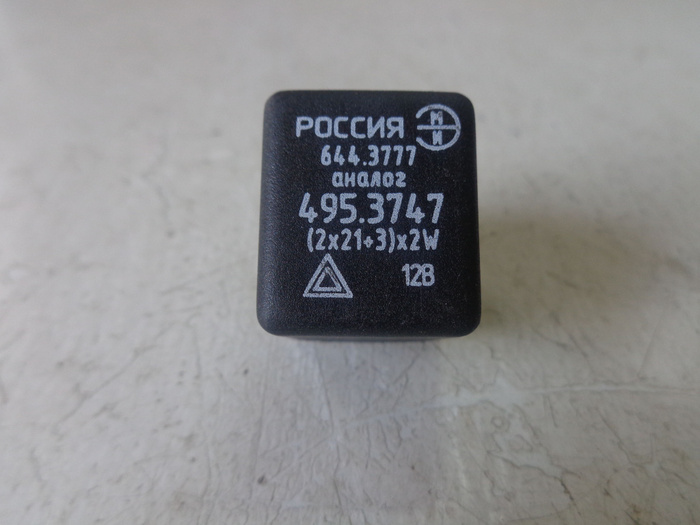 РОССИЯ
М
И
644.3777
аналог
495.3747
(2x21+3)x2W
12В